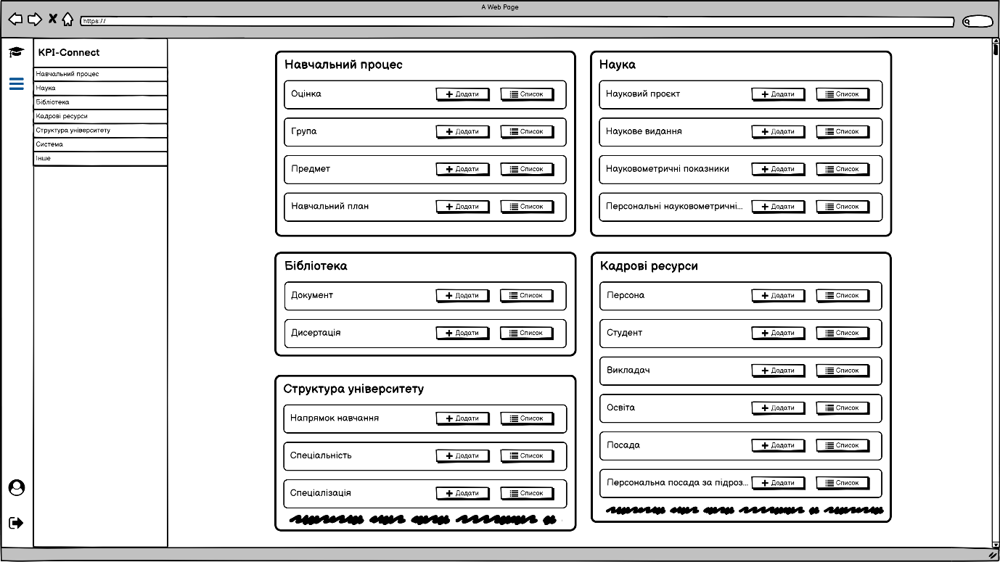 A Web Page
https://
KPI-Connect
Навчальний процес
Наука
Бібліотека
Кадрові ресурси
Структура університету
Система
Інше
Навчальний процес
Оцінка Додати Список
Група Додати Список
Предмет Додати Список
Навчальний план Додати Список
Наука
Науковий проєкт Додати Список
Наукове видання Додати Список
Науковометричні показники Додати Список
Персональні науковометричні... Додати Список
Бібліотека
Документ Додати Список
Дисертація Додати Список
Кадрові ресурси
Персона Додати Список
Студент Додати Список
Викладач Додати Список
Освіта Додати Список
Посада Додати Список
Персональна посада за підроз... Додати Список
Структура університету
Напрямок навчання Додати Список
Спеціальність Додати Список
Спеціалізація Додати Список